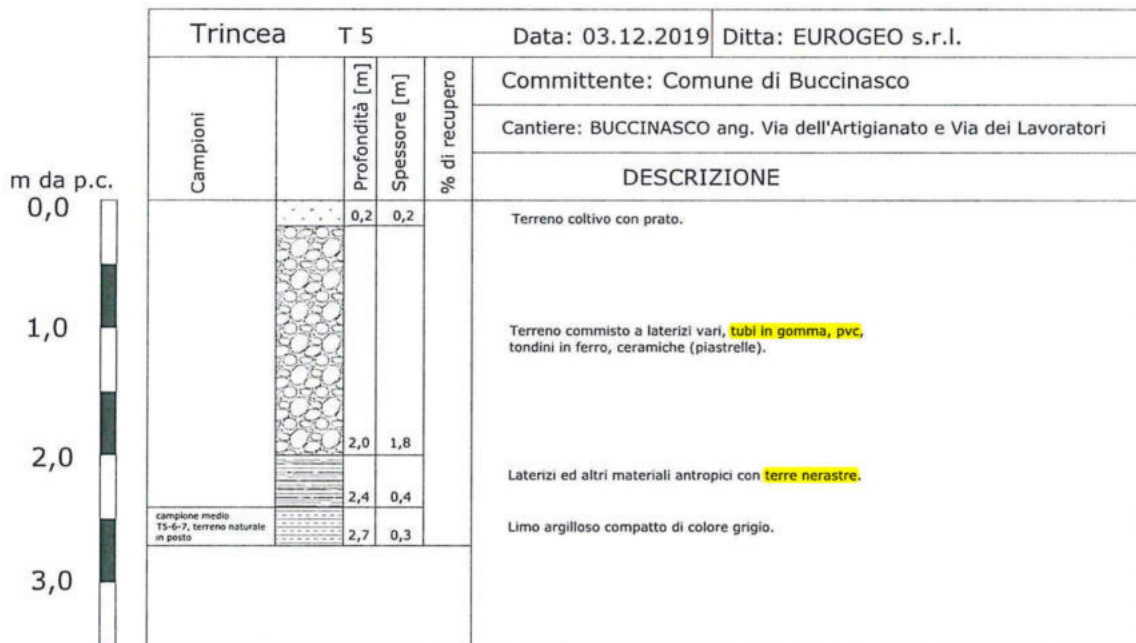 Trincea T 5 Data: 03.12.2019 Ditta: EUROGEO s.r.l.
Campioni Profondità [m] Spessore [m] % di recupero
Committente: Comune di Buccinasco
Cantiere: BUCCINASCO ang. Via dell'Artigianato e Via dei Lavoratori
DESCRIZIONE
m da p.c.
0,0
0,2 0,2 Terreno coltivo con prato.
1,0
Terreno commisto a laterizi vari, tubi in gomma, pvc,
tondini in ferro, ceramiche (piastrelle).
2,0 1,8
2,0
Laterizi ed altri materiali antropici con terre nerastre.
2,4 0,4
campione medio
T5-6-7, terreno naturale
in posto
2,7 0,3
Limo argilloso compatto di colore grigio.
3,0